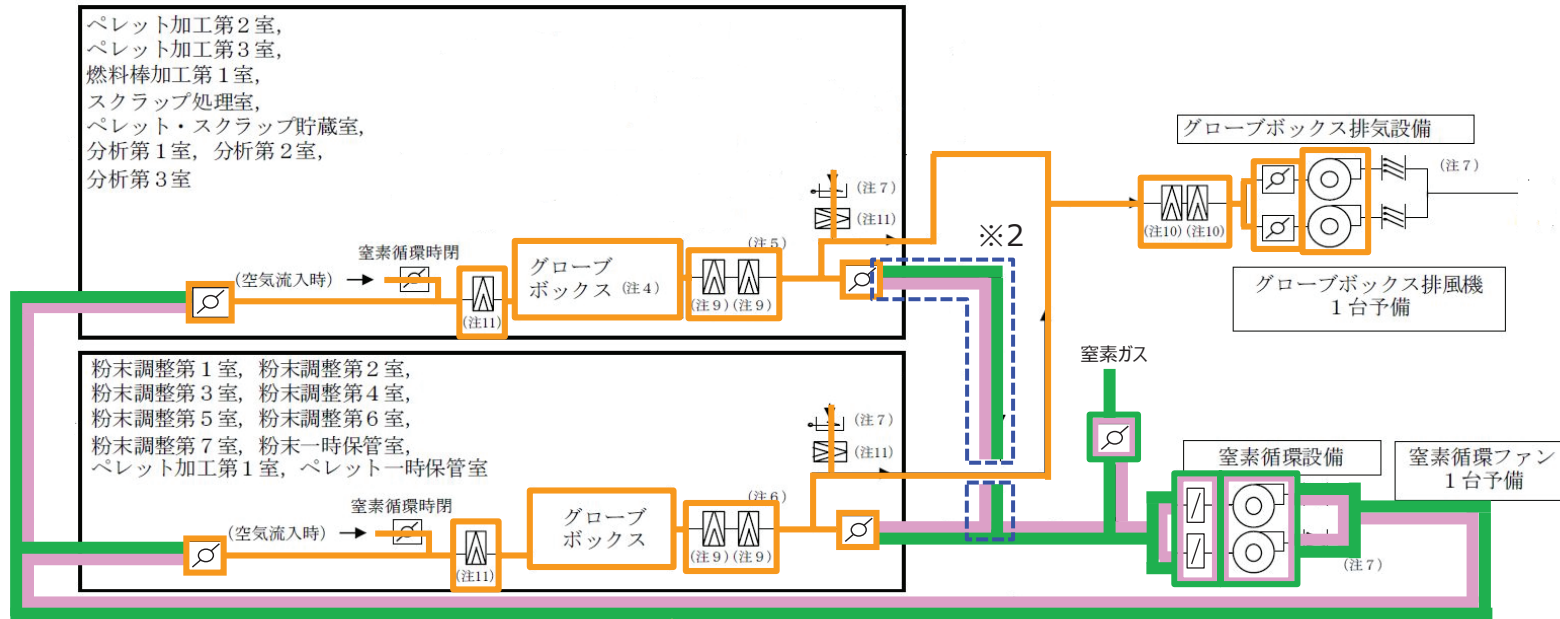 ペレット加工第２室，
ペレット加工第３室，
燃料棒加工第１室，
スクラップ処理室，
ペレット・スクラップ貯蔵室，
分析第１室，分析第２室，
分析第３室
(注７)
(注11)
(注５)
窒素循環時閉
(空気流入時)
(注11)
グローブ
ボックス (注４)
(注９) (注９)
※2
グローブボックス排気設備
(注７)
(注10) (注10)
グローブボックス排風機
１台予備
粉末調整第１室，粉末調整第２室，
粉末調整第３室，粉末調整第４室，
粉末調整第５室，粉末調整第６室，
粉末調整第７室，粉末一時保管室，
ペレット加工第１室，ペレット一時保管室
(注７)
(注11)
(注６)
窒素循環時閉
(空気流入時)
(注11)
グローブ
ボックス
(注９) (注９)
窒素ガス
窒素循環設備
窒素循環ファン
１台予備
(注７)